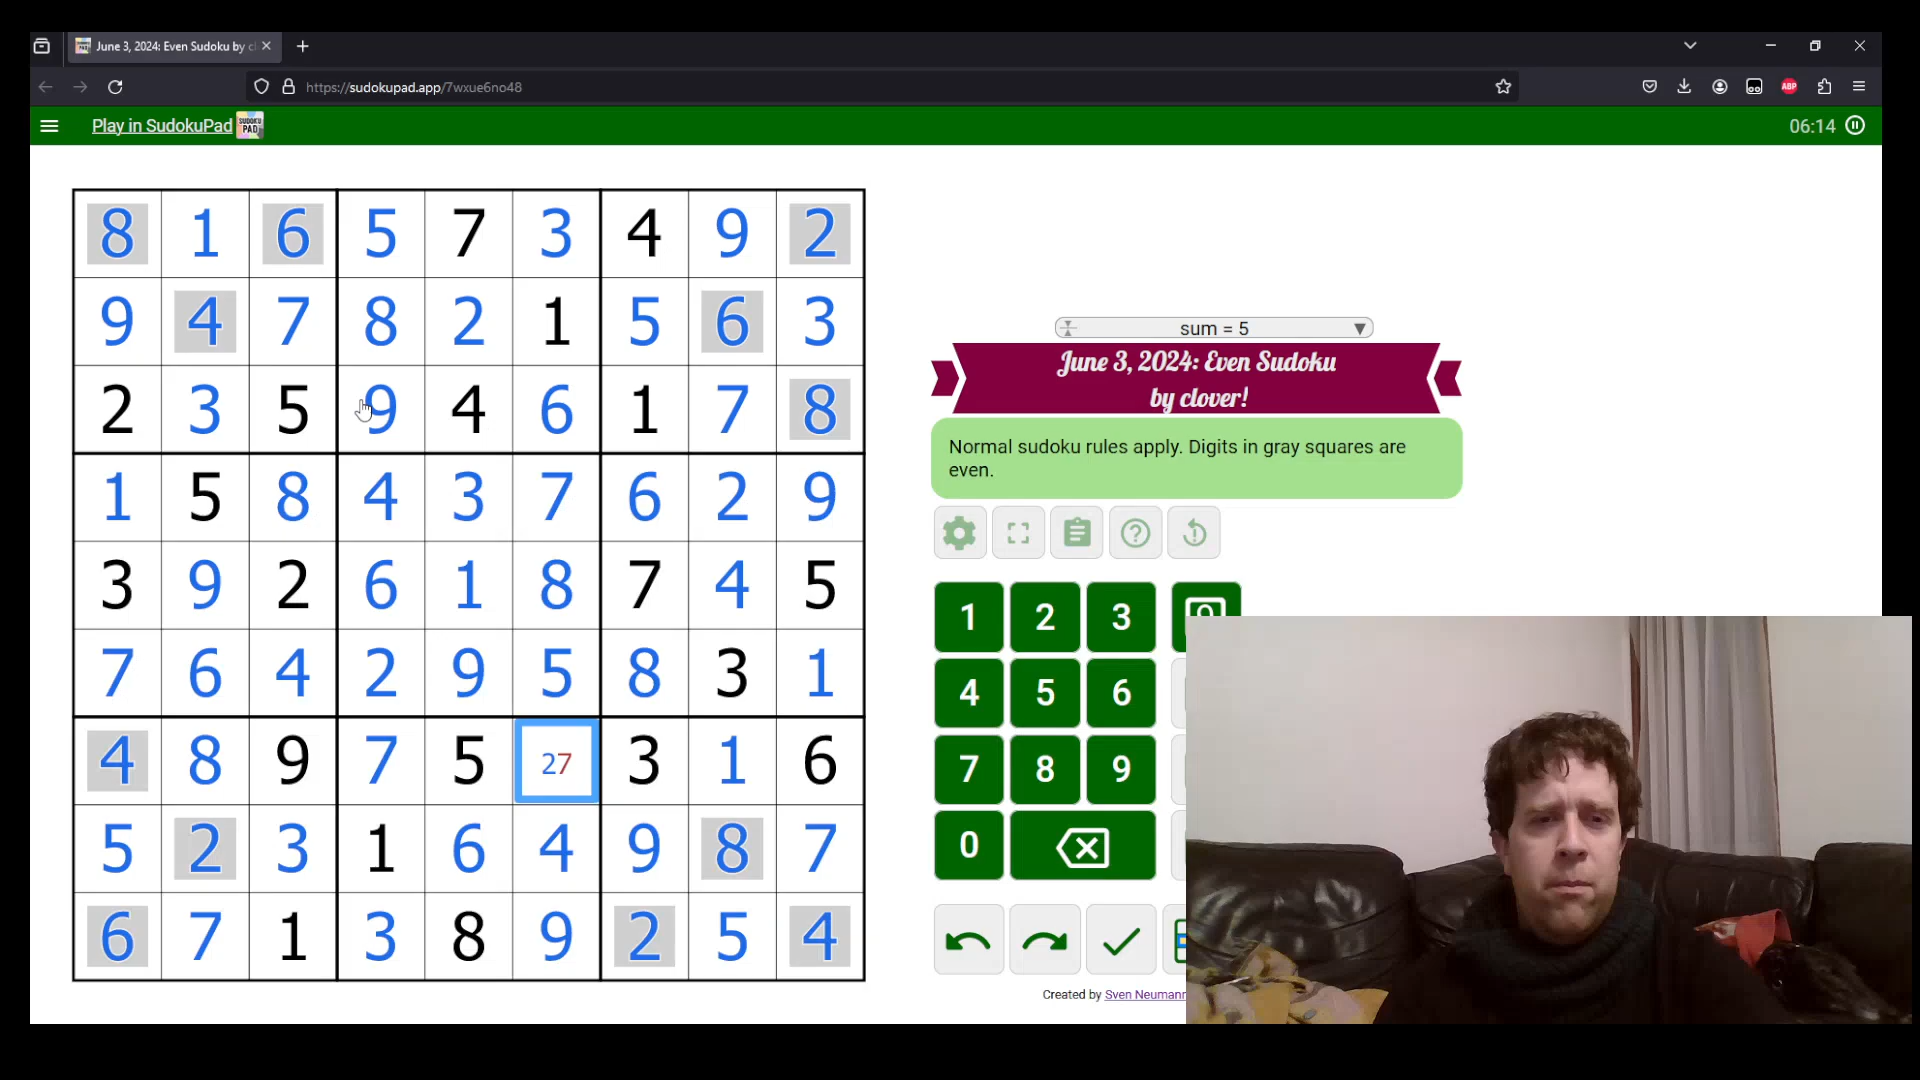 June 3, 2024: Even Sudoku by cl
https://sudokupad.app/7wxue6no48
ABP
Play in SudokuPad
SUDOKU PAD
06:14
8 1 6 5 7 3 4 9 2
9 4 7 8 2 1 5 6 3
2 3 5 9 4 6 1 7 8
1 5 8 4 3 7 6 2 9
3 9 2 6 1 8 7 4 5
7 6 4 2 9 5 8 3 1
4 8 9 7 5 27 3 1 6
5 2 3 1 6 4 9 8 7
6 7 1 3 8 9 2 5 4
sum = 5
June 3, 2024: Even Sudoku
by clover!
Normal sudoku rules apply. Digits in gray squares are
even.
1 2 3
4 5 6
7 8 9
0
Created by Sven Neumann